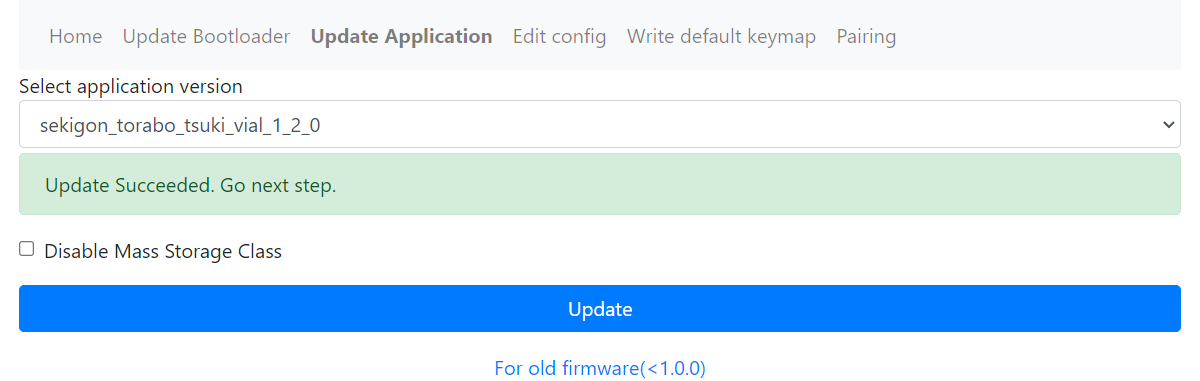 Home Update Bootloader Update Application Edit config Write default keymap Pairing
Select application version
sekigon_torabo_tsuki_vial_1_2_0
Update Succeeded. Go next step.
Disable Mass Storage Class
Update
For old firmware(<1.0.0)